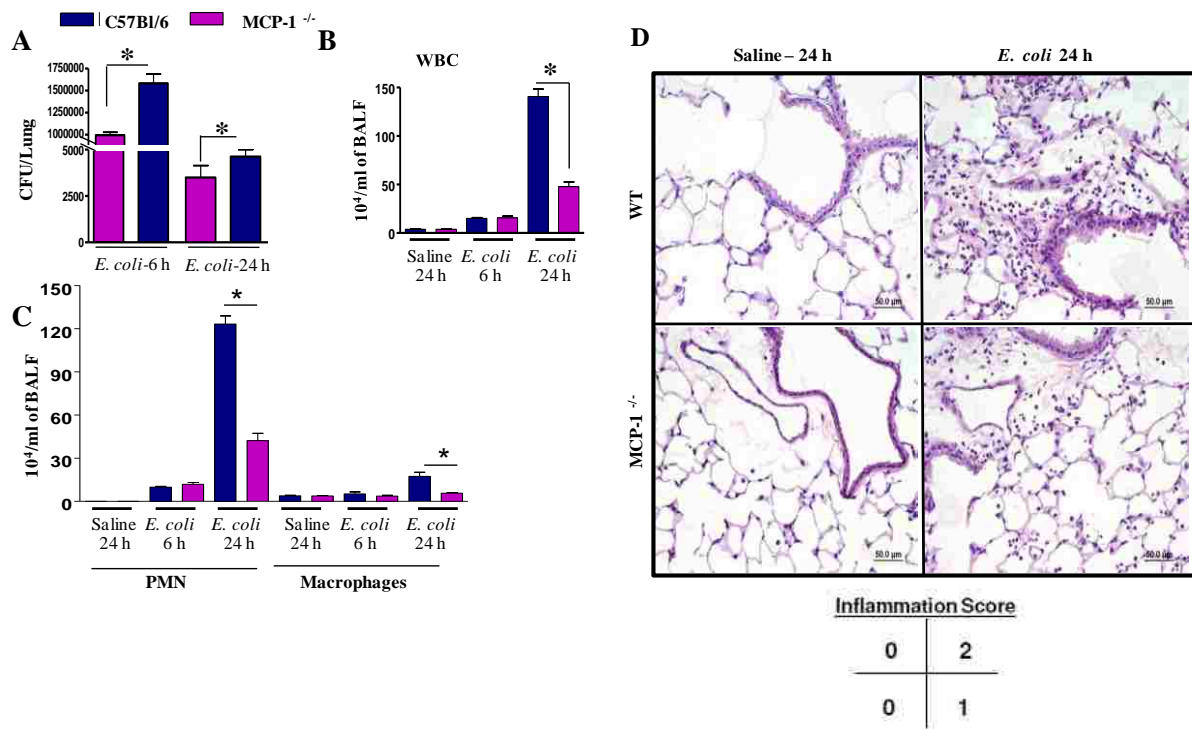 C57Bl/6 MCP-1 -/-
A
*
1750000
1500000
1250000
1000000
5000
2500
0
CFU/Lung
*
E. coli-6 h E. coli-24 h
B
WBC
*
150
100
50
0
10⁴/ml of BALF
Saline 24 h
E. coli 6 h
E. coli 24 h
C
150
120
90
60
30
0
10⁴/ml of BALF
*
*
Saline 24 h
E. coli 6 h
E. coli 24 h
Saline 24 h
E. coli 6 h
E. coli 24 h
PMN
Macrophages
D
Saline – 24 h
E. coli 24 h
WT
50.0 µm
50.0 µm
MCP-1 -/-
50.0 µm
50.0 µm
Inflammation Score
0 2
0 1